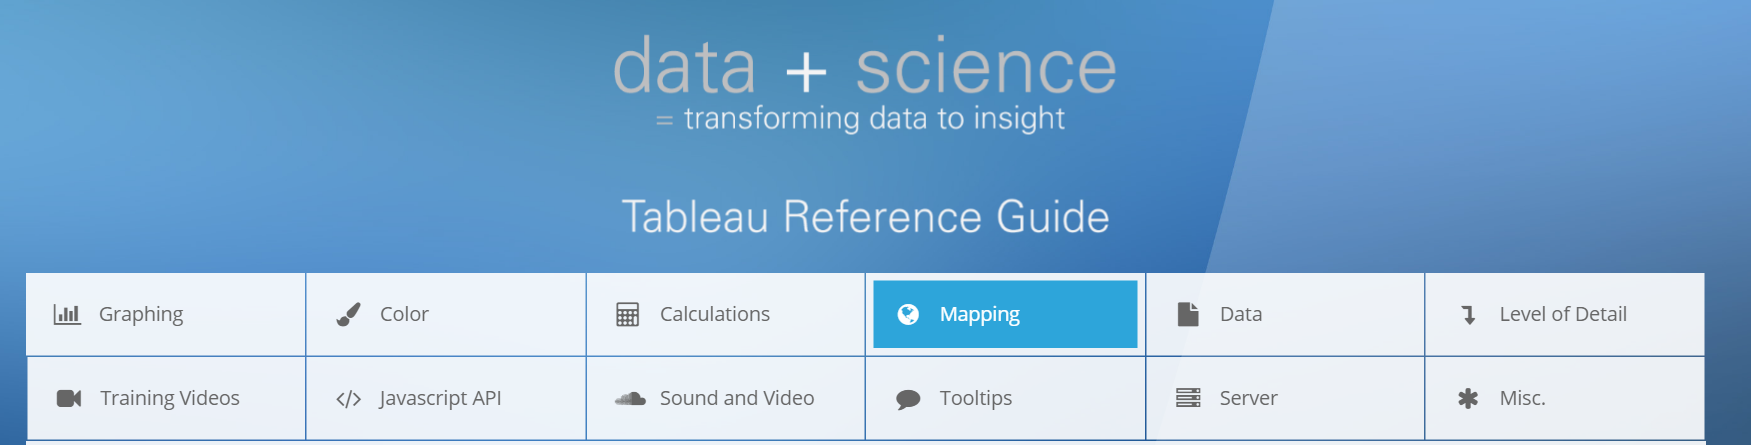 data + science
= transforming data to insight
Tableau Reference Guide
Graphing
Color
Calculations
Mapping
Data
Level of Detail
Training Videos
Javascript API
Sound and Video
Tooltips
Server
Misc.